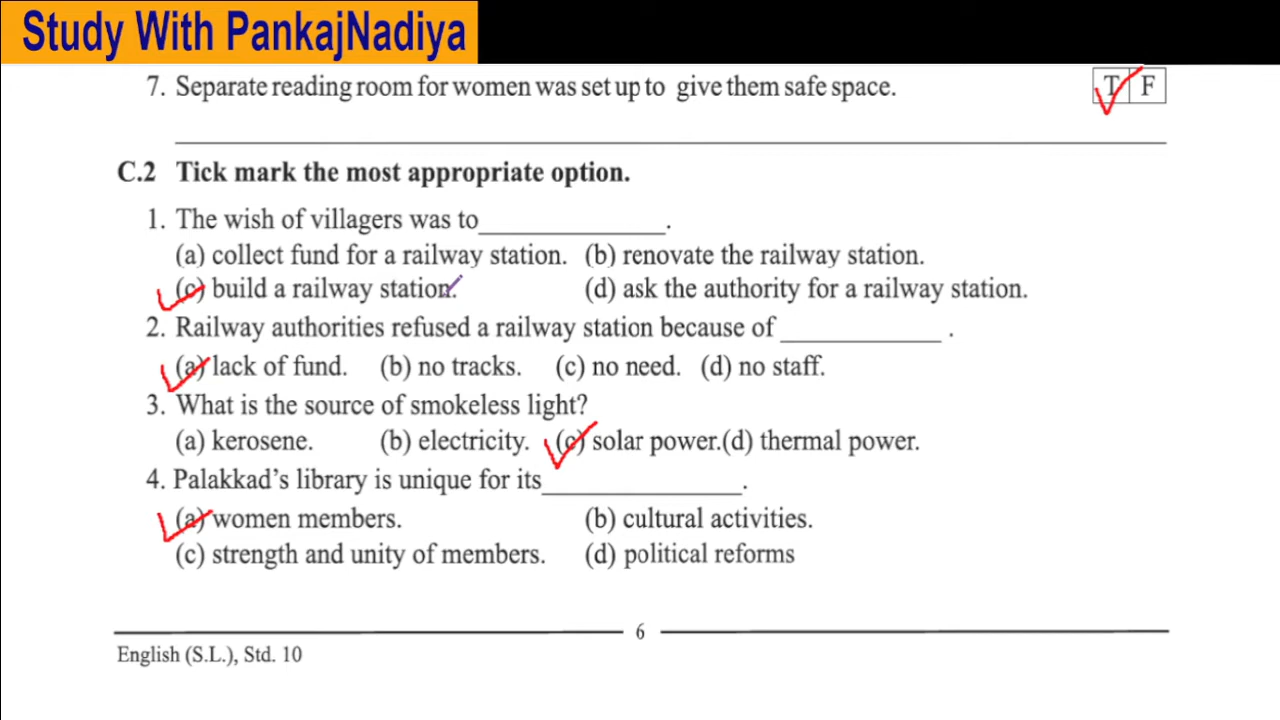 Study With PankajNadiya
7. Separate reading room for women was set up to give them safe space. T F
C.2 Tick mark the most appropriate option.
1. The wish of villagers was to____________.
(a) collect fund for a railway station. (b) renovate the railway station.
(c) build a railway station. (d) ask the authority for a railway station.
2. Railway authorities refused a railway station because of ____________ .
(a) lack of fund. (b) no tracks. (c) no need. (d) no staff.
3. What is the source of smokeless light?
(a) kerosene. (b) electricity. (c) solar power.(d) thermal power.
4. Palakkad’s library is unique for its____________.
(a) women members. (b) cultural activities.
(c) strength and unity of members. (d) political reforms
6
English (S.L.), Std. 10